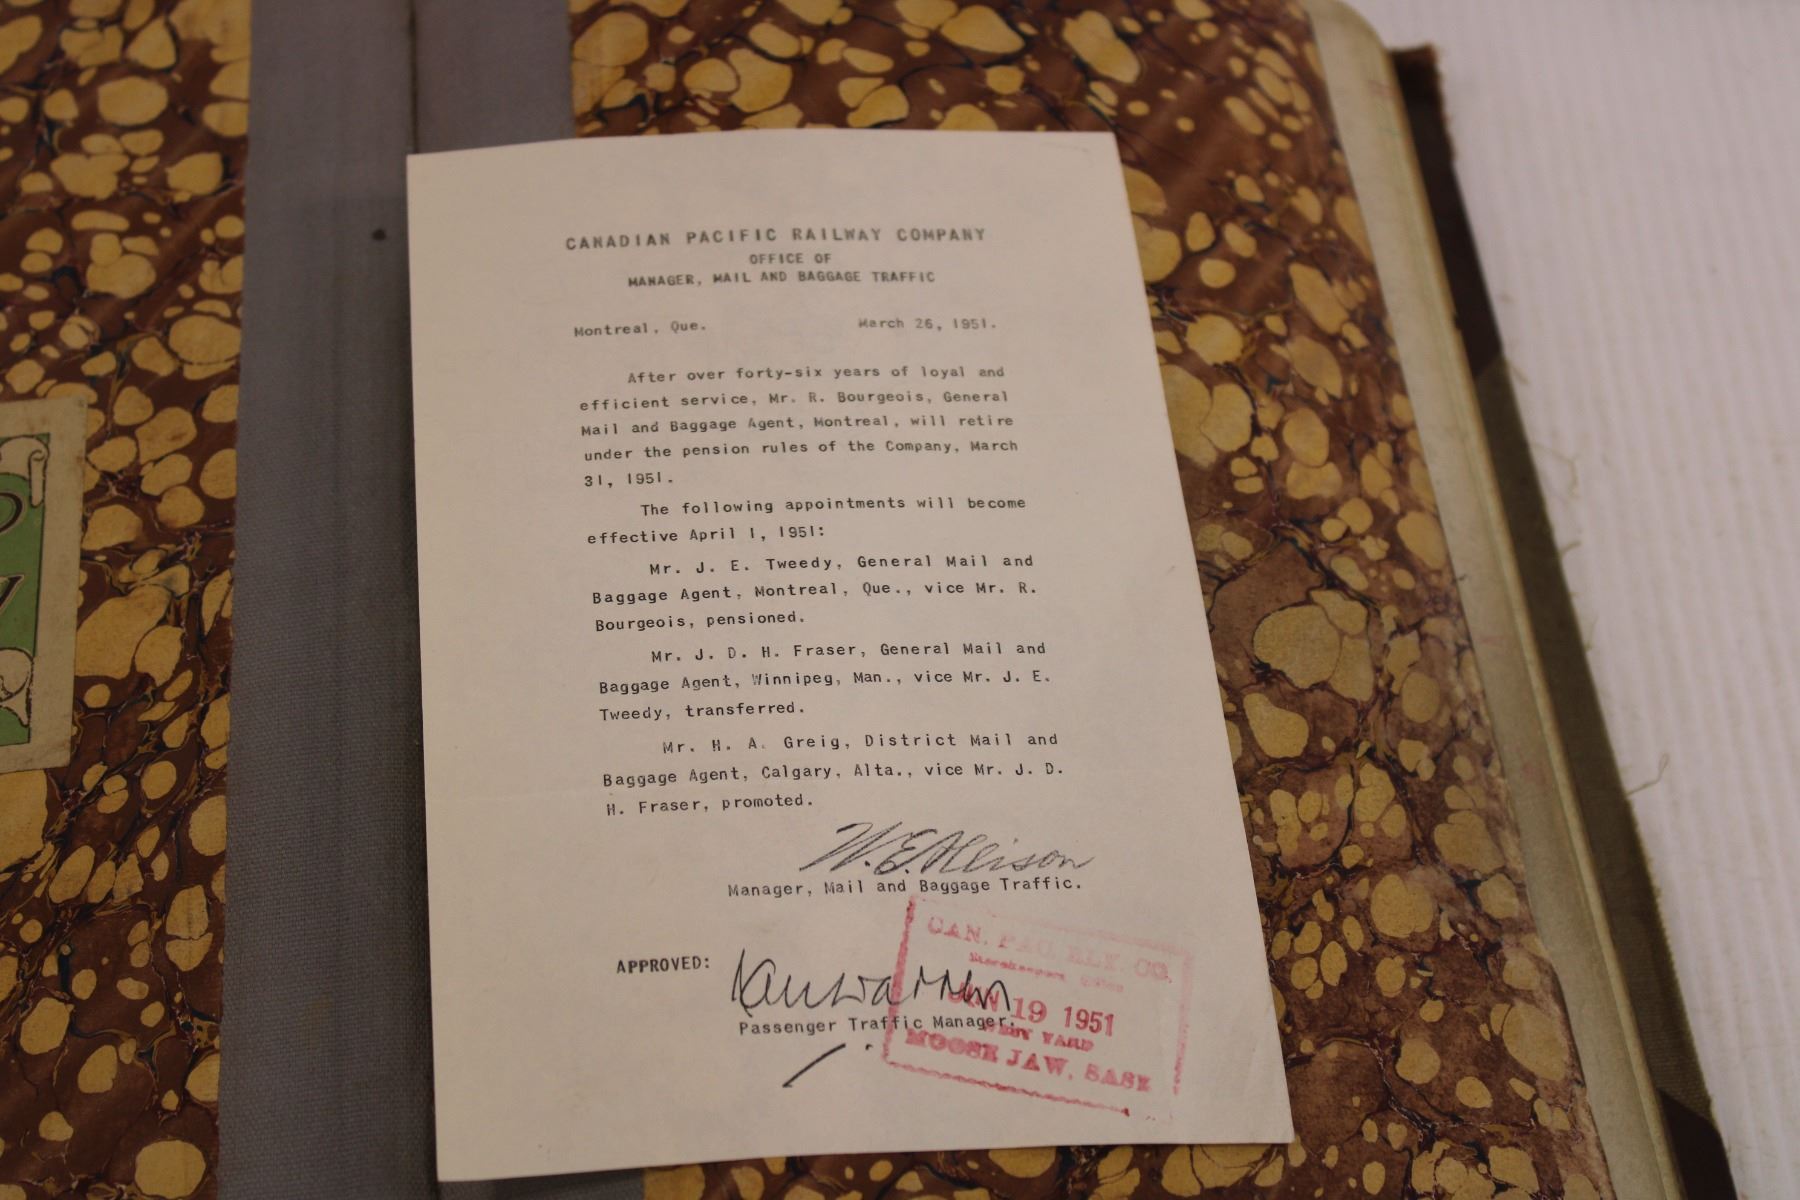 CANADIAN PACIFIC RAILWAY COMPANY
OFFICE OF
MANAGER, MAIL AND BAGGAGE TRAFFIC
Montreal, Que. March 26, 1951.
After over forty-six years of loyal and
efficient service, Mr. R. Bourgeois, General
Mail and Baggage Agent, Montreal, will retire
under the pension rules of the Company, March
31, 1951.
The following appointments will become
effective April 1, 1951:
Mr. J. E. Tweedy, General Mail and
Baggage Agent, Montreal, Que., vice Mr. R.
Bourgeois, pensioned.
Mr. J. D. H. Fraser, General Mail and
Baggage Agent, Winnipeg, Man., vice Mr. J. E.
Tweedy, transferred.
Mr. H. A. Greig, District Mail and
Baggage Agent, Calgary, Alta., vice Mr. J. D.
H. Fraser, promoted.
W. E. Allison
Manager, Mail and Baggage Traffic.
APPROVED:
Passenger Traffic Manager.
CAN. PAC. RLY. CO.
JUN 19 1951
YARD
MOOSE JAW, SASK